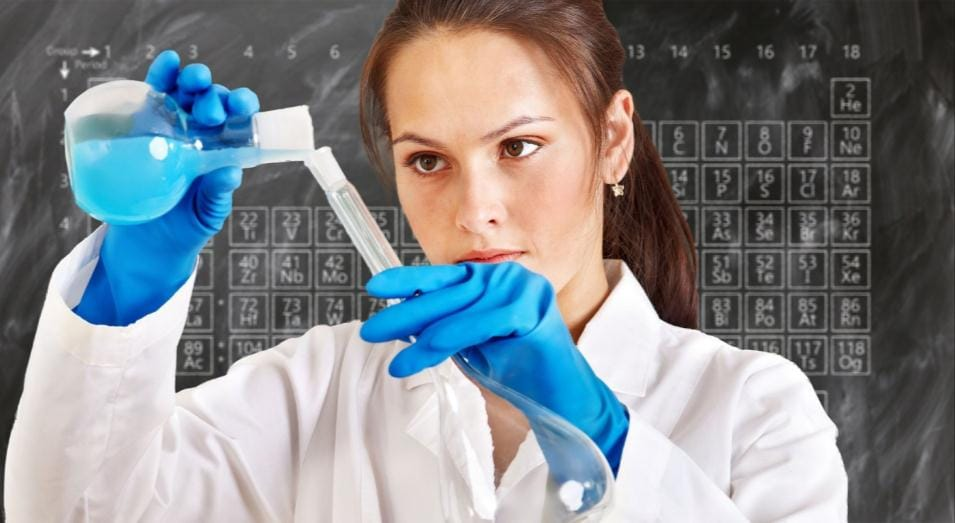 Group → 1 2 3 4 5 6 13 14 15 16 17 18
Period
1 2
He
6 7 8 9 10
C N O F Ne
3 14 15 16 17 18
Si P S Cl Ar
4 22 23 33 34 35 36
Ti V Cr As Se Br Kr
40 41 42 51 52 53 54
Zr Nb Mo Sb Te I Xe
72 73 74 75 83 84 85 86
La Hf Ta W Bi Po At Rn
89 104 116 117 118
Ac Ts Og